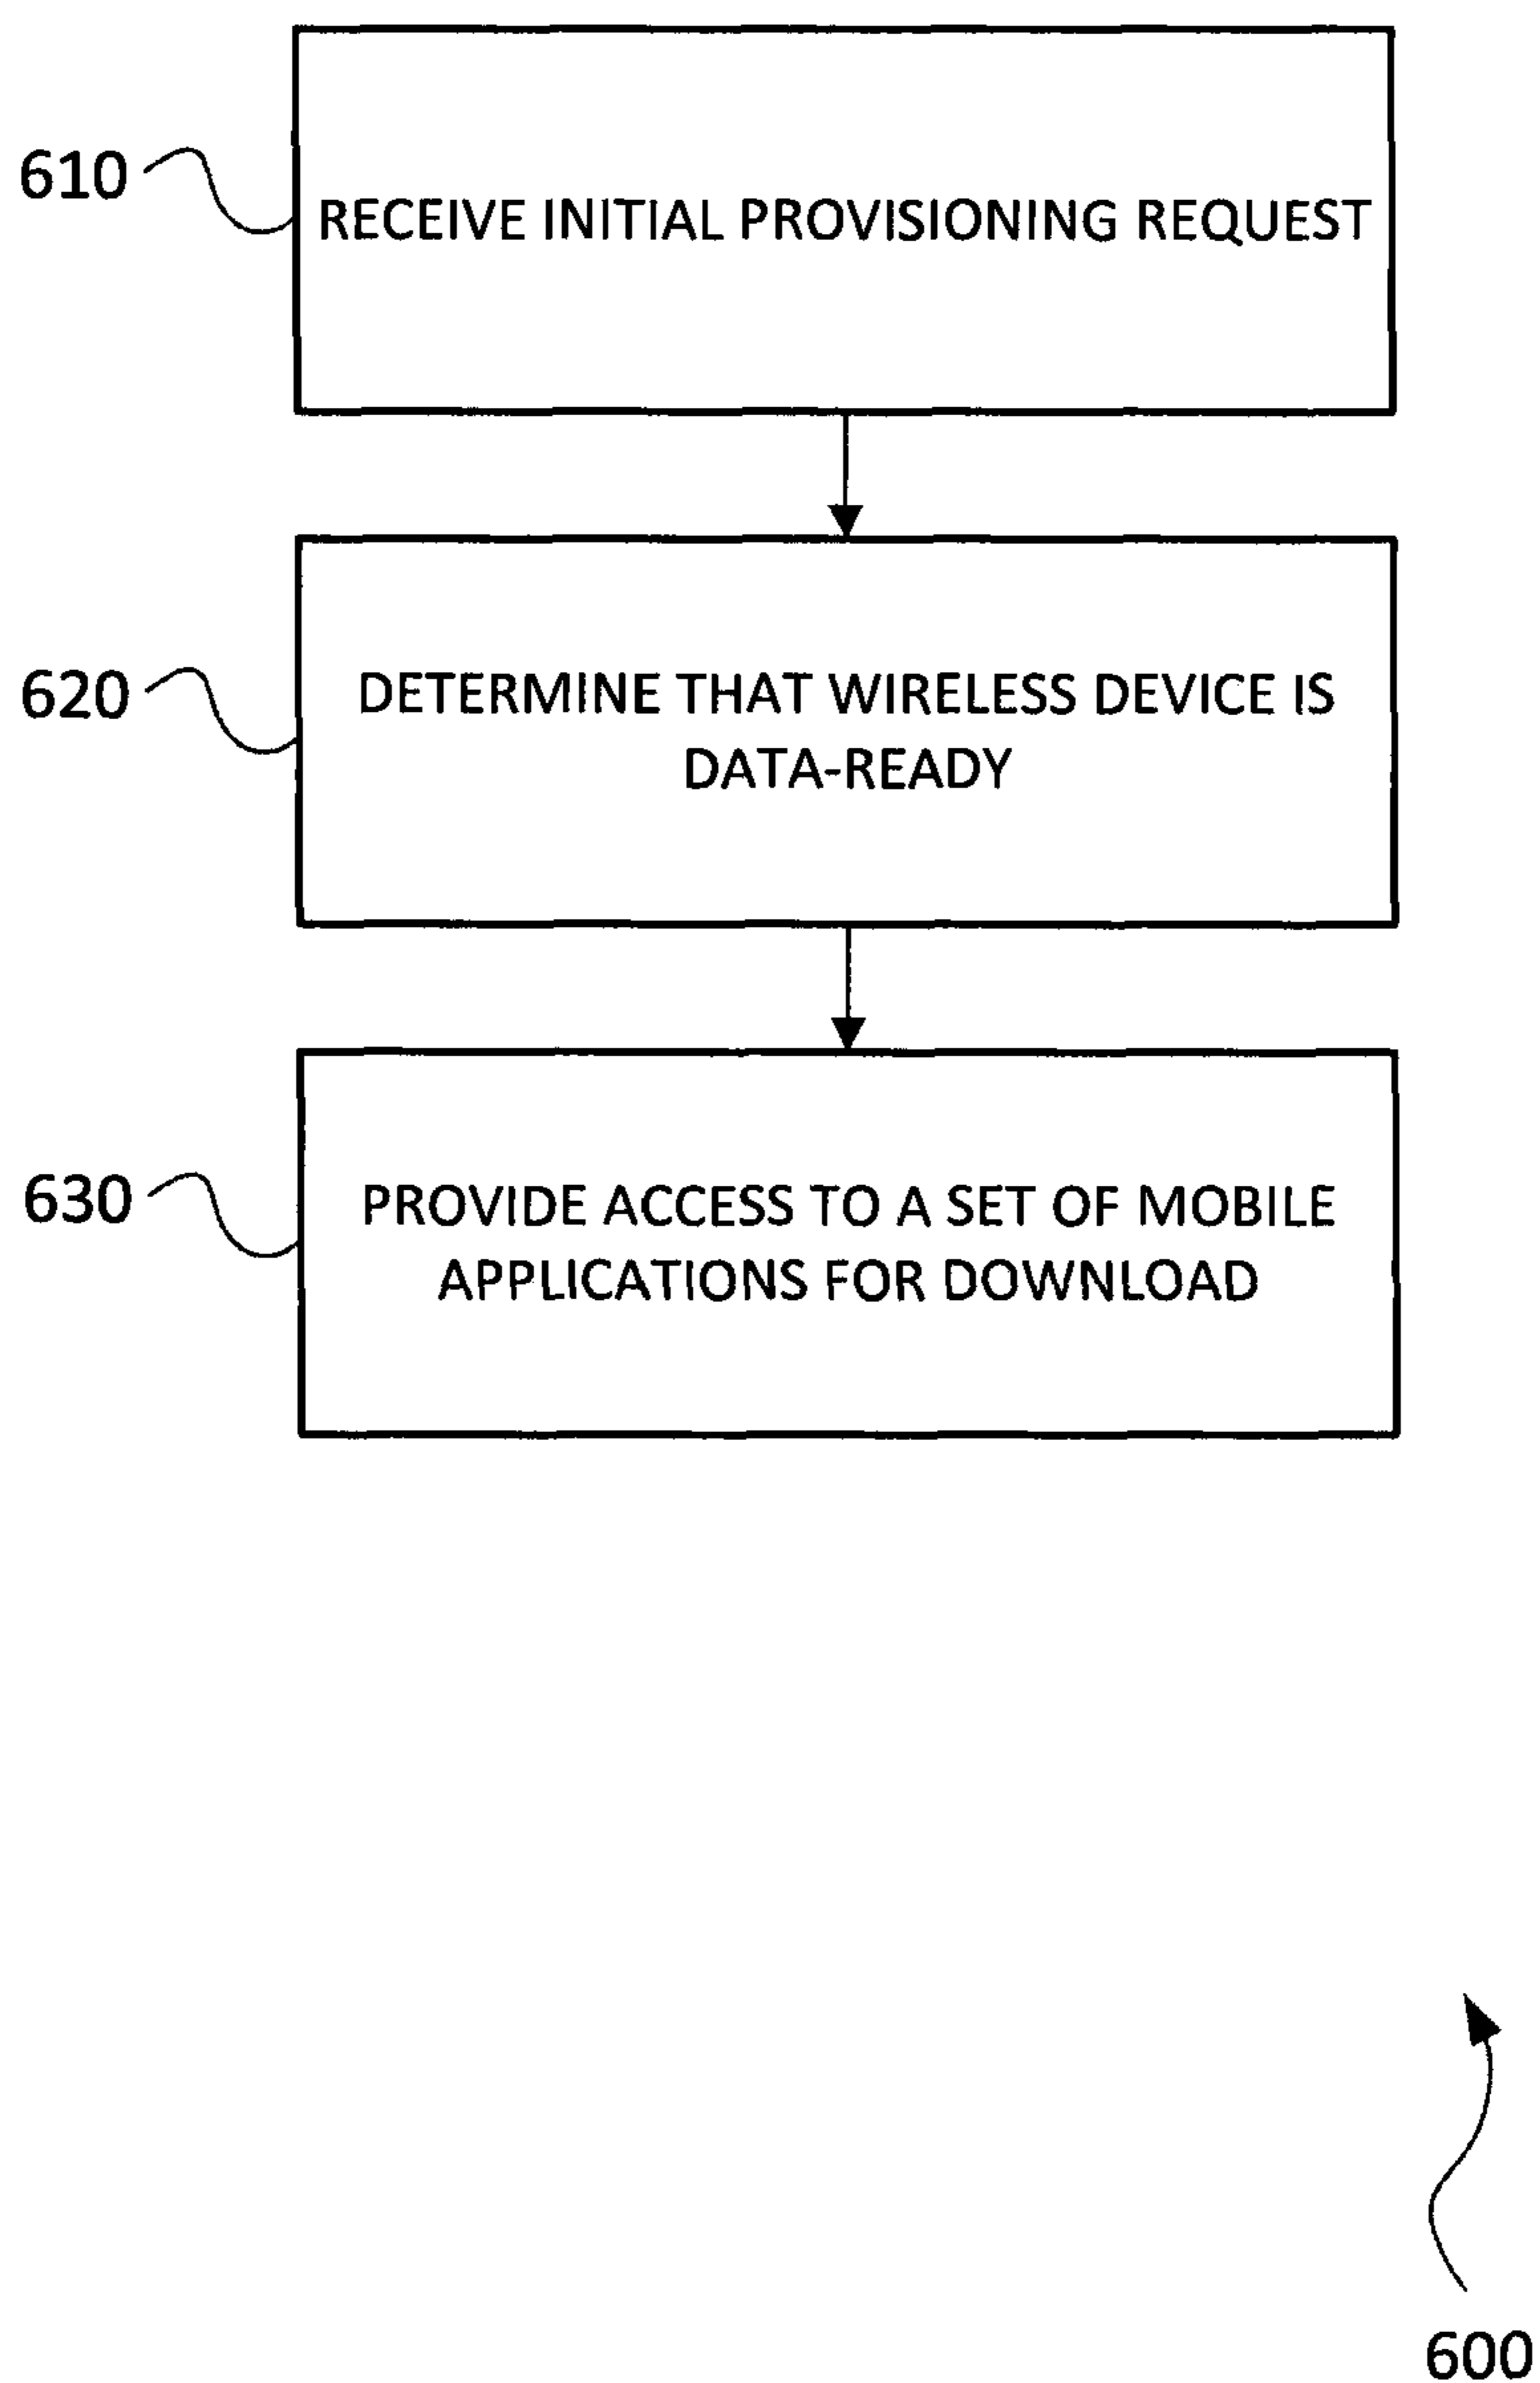 610
RECEIVE INITIAL PROVISIONING REQUEST
620
DETERMINE THAT WIRELESS DEVICE IS
DATA-READY
630
PROVIDE ACCESS TO A SET OF MOBILE
APPLICATIONS FOR DOWNLOAD
600